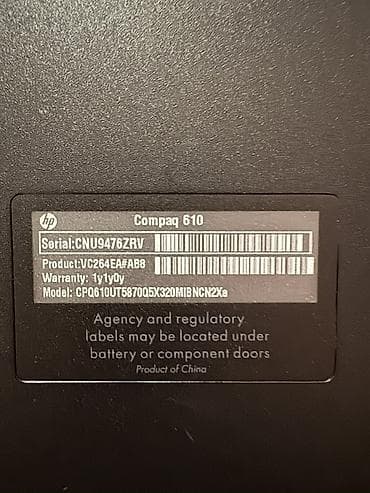 hp
Compaq 610
Serial:CNU9476ZRV
Product:VC264EA#AB8
Warranty: 1y1y0y
Model: CPQ610UT5870Q5X320MIBNCN2Xa
Agency and regulatory
labels may be located under
battery or component doors
Product of China